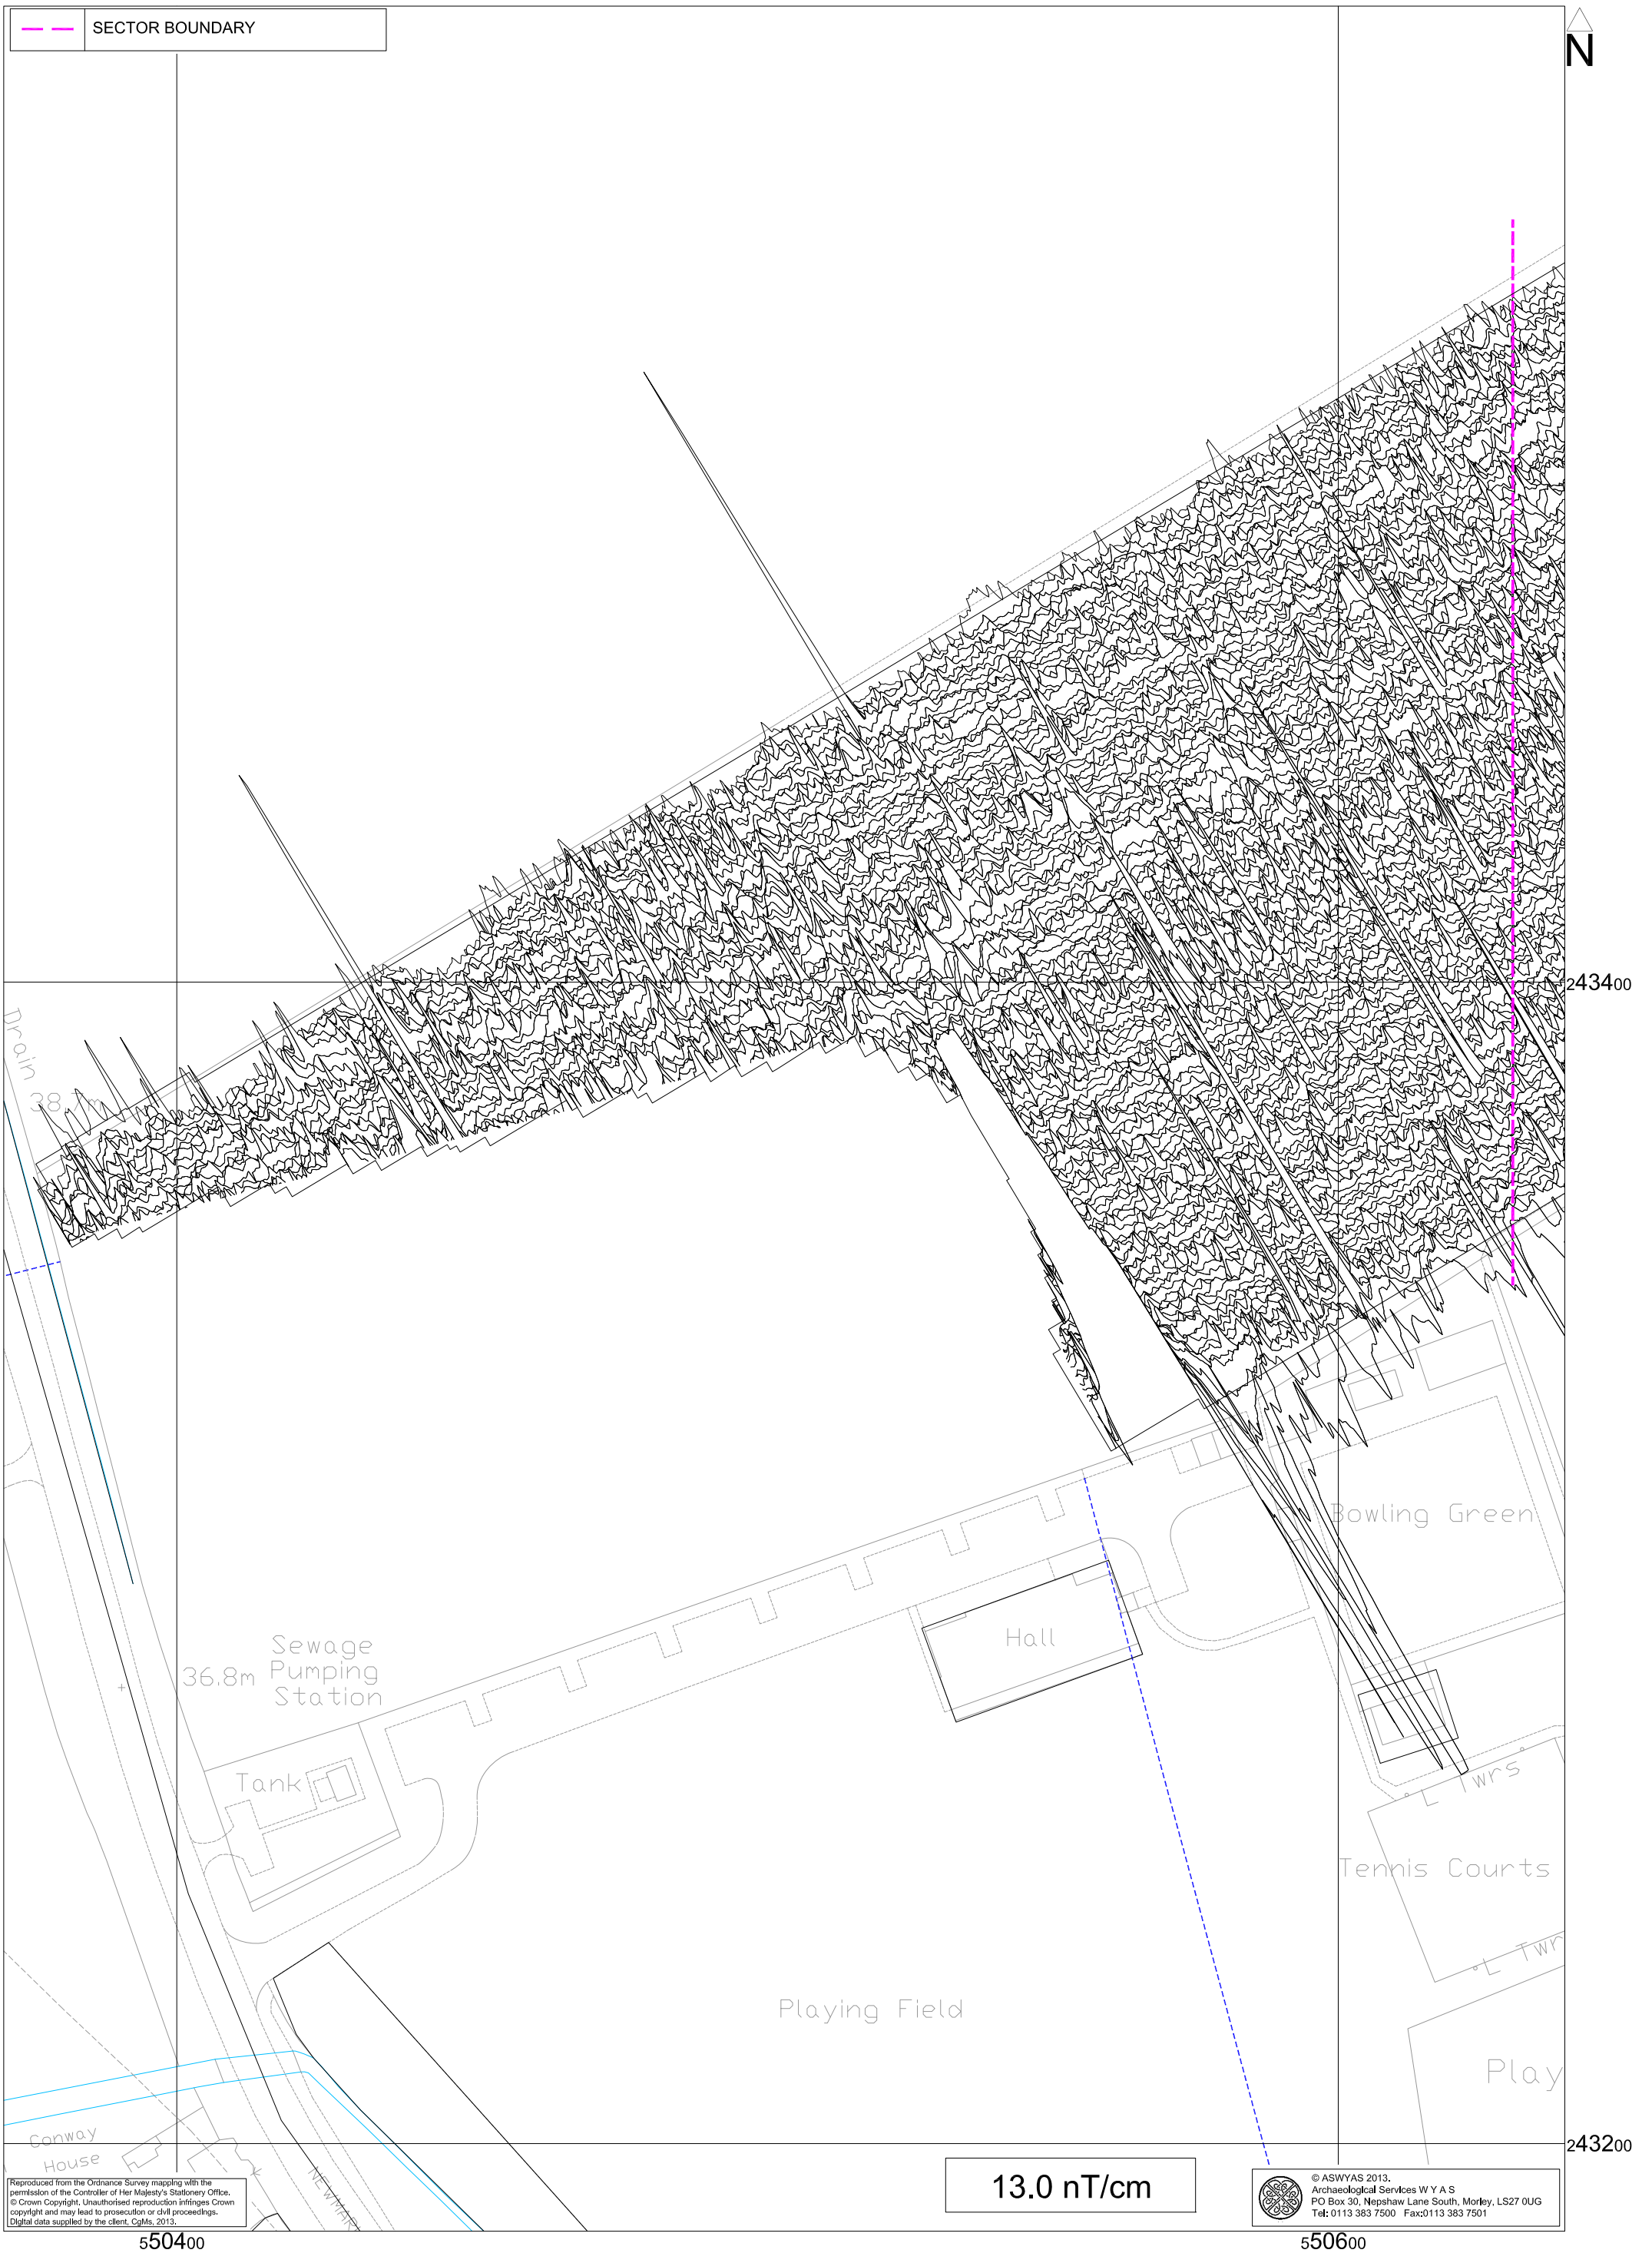 SECTOR BOUNDARY
N
243400
Drain
Bowling Green
Hall
Sewage
Pumping
Station
36.8m
Tank
L Twrs
Tennis Courts
L Twr
Playing Field
Play
243200
Conway
House
NEWMAR
13.0 nT/cm
Reproduced from the Ordnance Survey mapping with the
permission of the Controller of Her Majesty's Stationery Office.
© Crown Copyright. Unauthorised reproduction infringes Crown
copyright and may lead to prosecution or civil proceedings.
Digital data supplied by the client, CgMs, 2013.
© ASWYAS 2013.
Archaeological Services W Y A S
PO Box 30, Nepshaw Lane South, Morley, LS27 0UG
Tel: 0113 383 7500 Fax:0113 383 7501
550400
550600